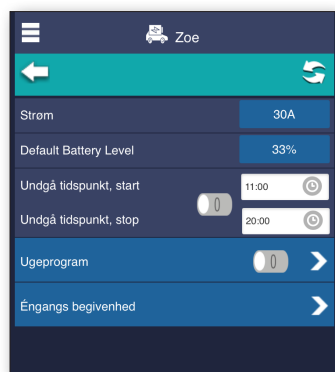 Zoe
Strøm 30A
Default Battery Level 33%
Undgå tidspunkt, start 11:00
Undgå tidspunkt, stop 20:00
Ugeprogram
Éngangs begivenhed